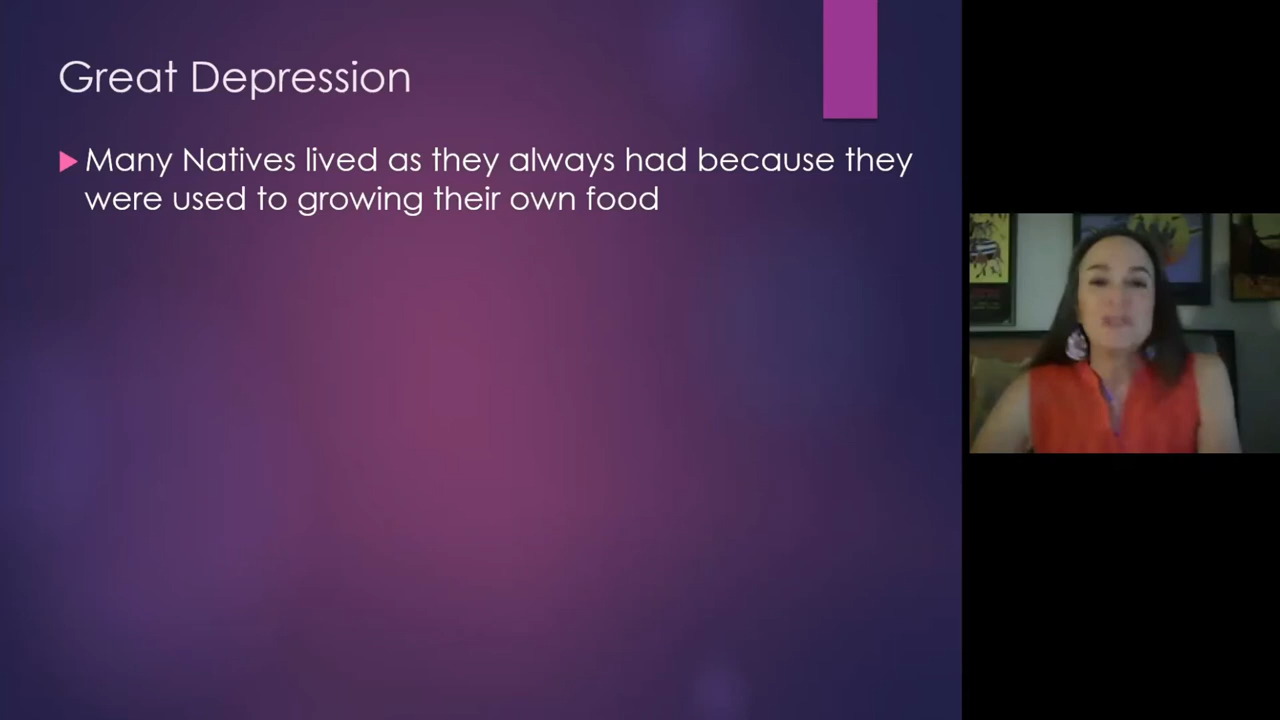 Great Depression
Many Natives lived as they always had because they
were used to growing their own food